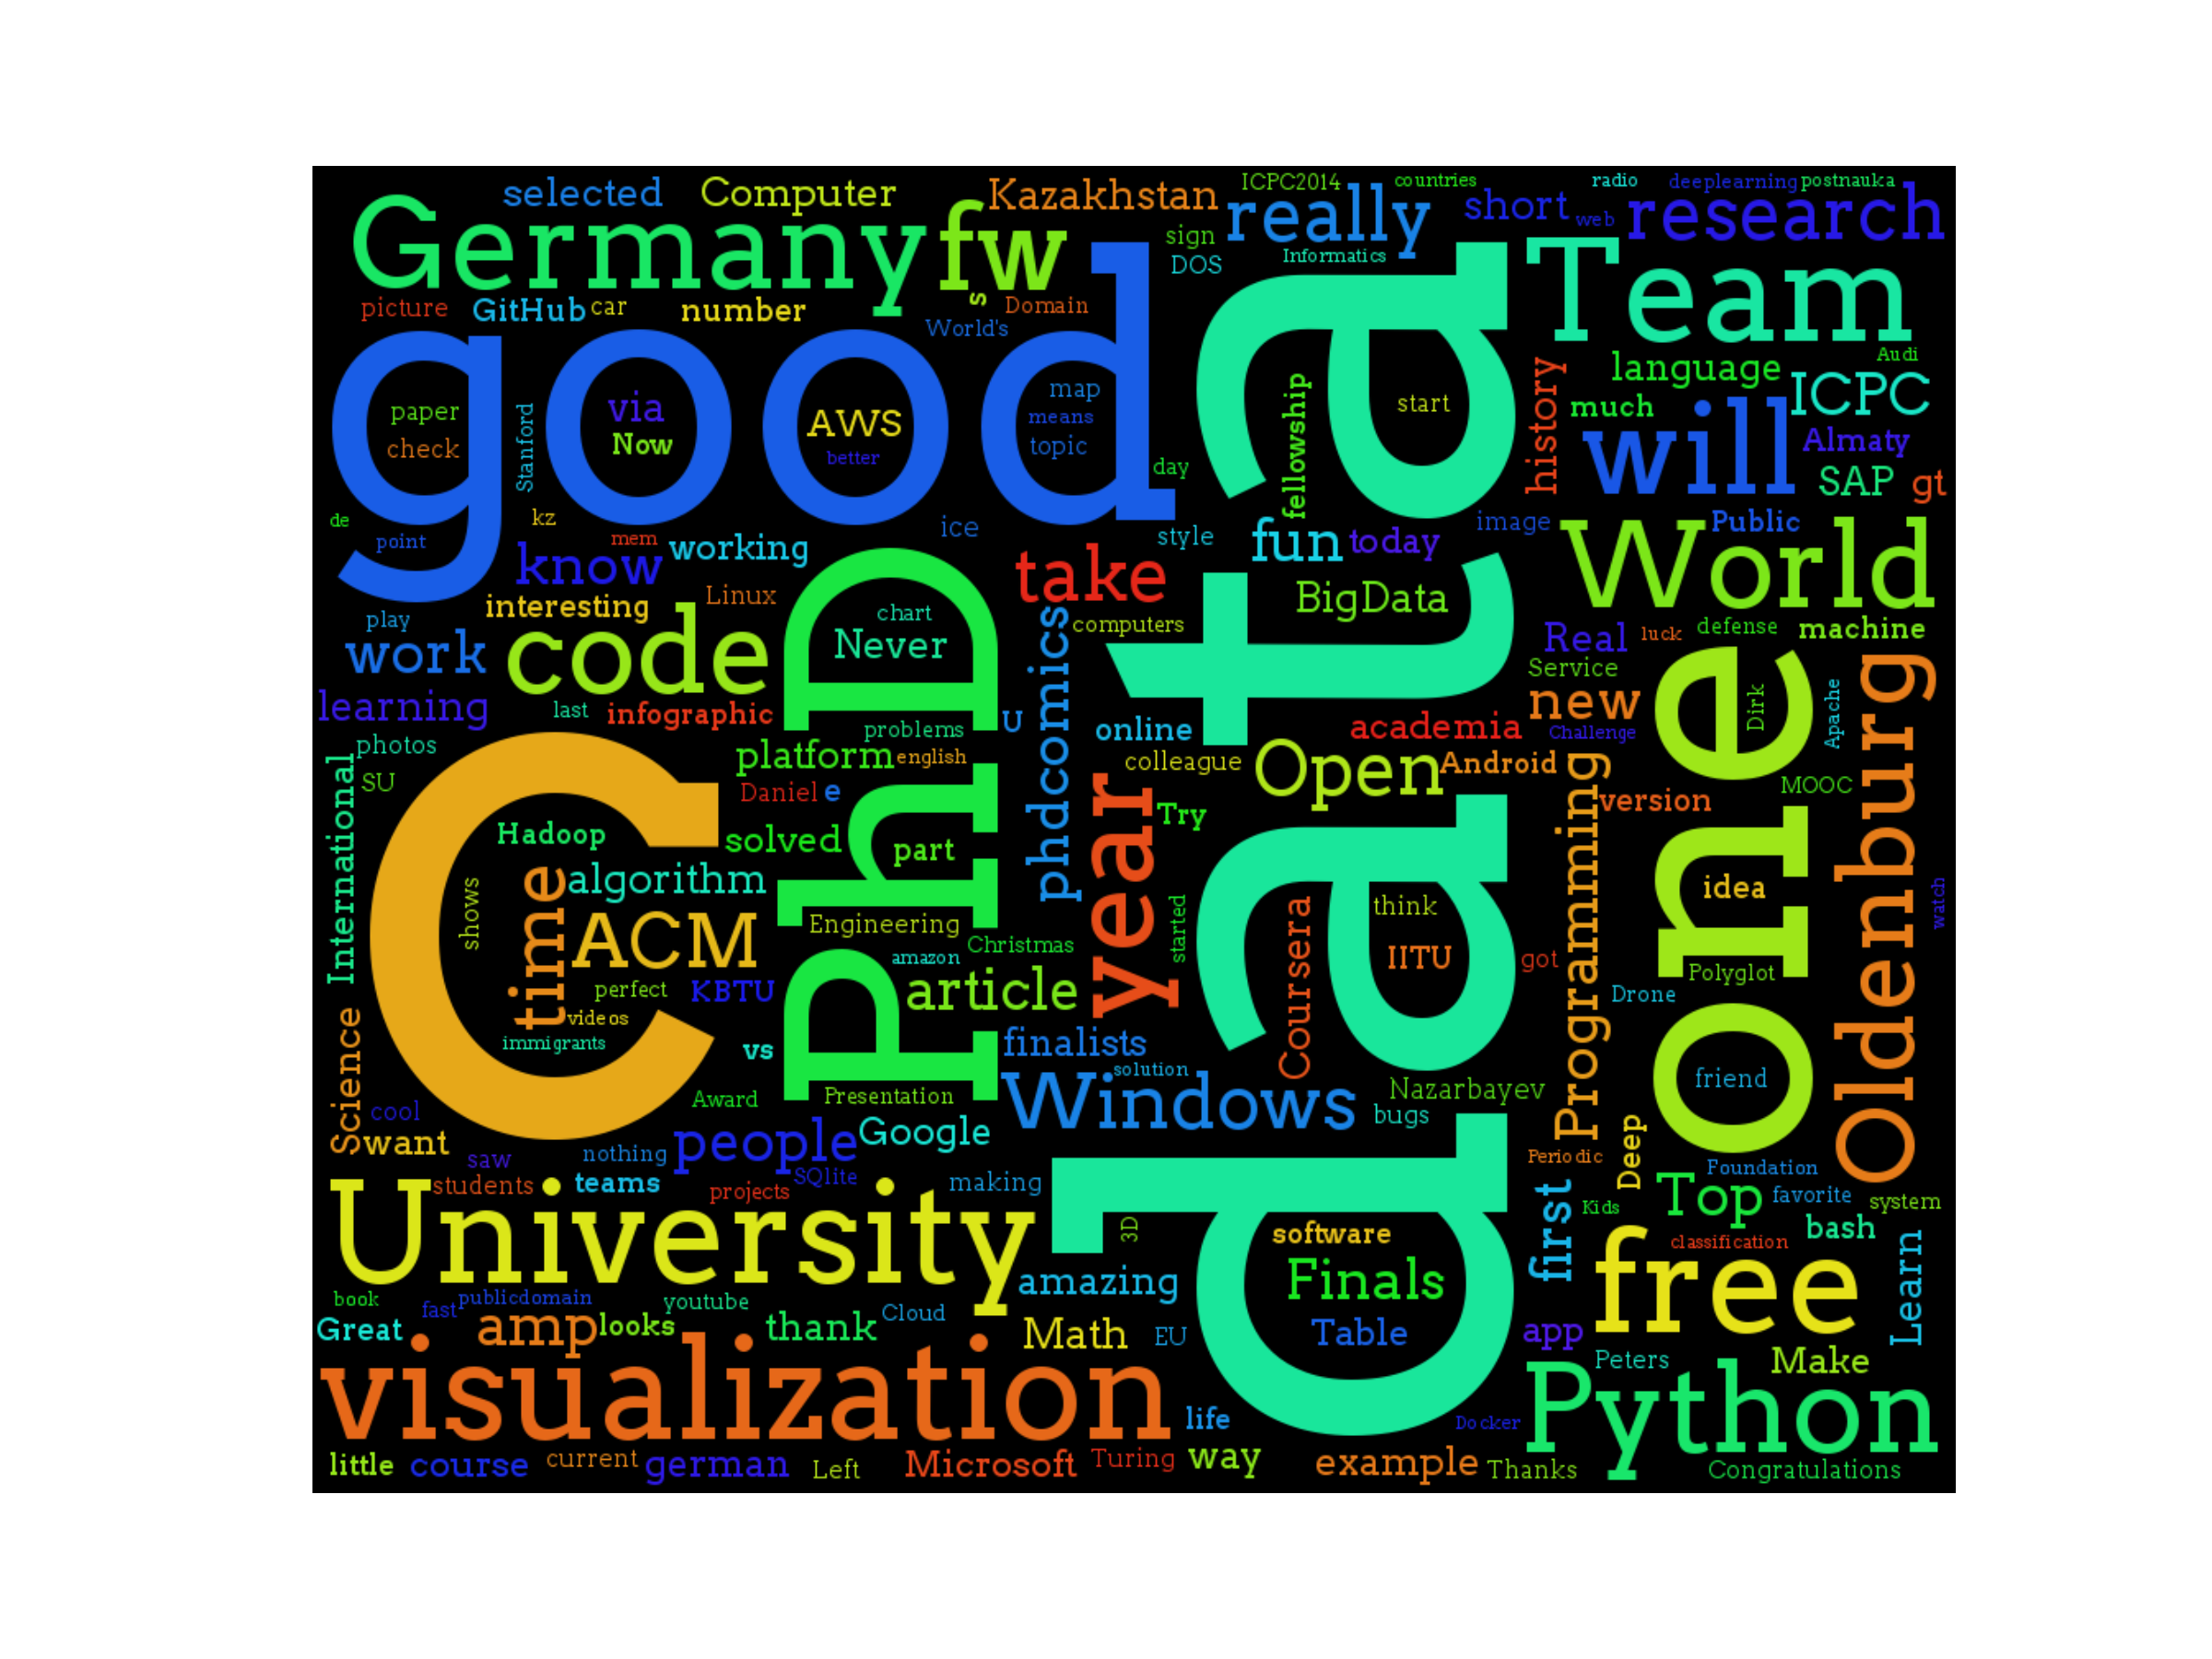 selected
Computer
Kazakhstan
ICPC2014
countries
radio
deeplearning
postnauka
Germany
fw
really
short
web
research
sign
DOS
Informatics
Team
picture
GitHub
car
number
s
Domain
World's
good
data
language
Audi
ICPC
history
much
will
Almaty
SAP
gt
paper
check
Stanford
via
Now
AWS
better
map
means
topic
day
fellowship
start
de
point
kz
mem
working
ice
style
fun
today
image
Public
World
know
interesting
Linux
take
BigData
play
work
code
chart
Never
PhD
phdcomics
computers
Real
luck
defense
machine
Service
new
one
Dirk
Apache
Oldenburg
learning
last
infographic
problems
U
online
academia
Challenge
photos
SU
International
platform
english
colleague
Open
Android
Programming
version
MOOC
Daniel
e
year
Try
C
Hadoop
solved
part
shows
time
algorithm
ACM
Engineering
Christmas
amazon
started
Coursera
think
IITU
got
idea
Polyglot
watch
perfect
KBTU
article
Drone
videos
immigrants
vs
finalists
solution
Windows
Nazarbayev
bugs
friend
Science
cool
want
Award
Presentation
people
Google
saw
nothing
SQlite
Periodic
Deep
Foundation
University
students
teams
projects
making
3D
software
Finals
Table
first
Kids
Top
favorite
system
bash
classification
free
Learn
amazing
book
fast
publicdomain
youtube
Cloud
Great
amp
looks
thank
Math
EU
app
Peters
Make
visualization
life
Docker
Python
little
course
current
german
Left
Microsoft
Turing
way
example
Thanks
Congratulations